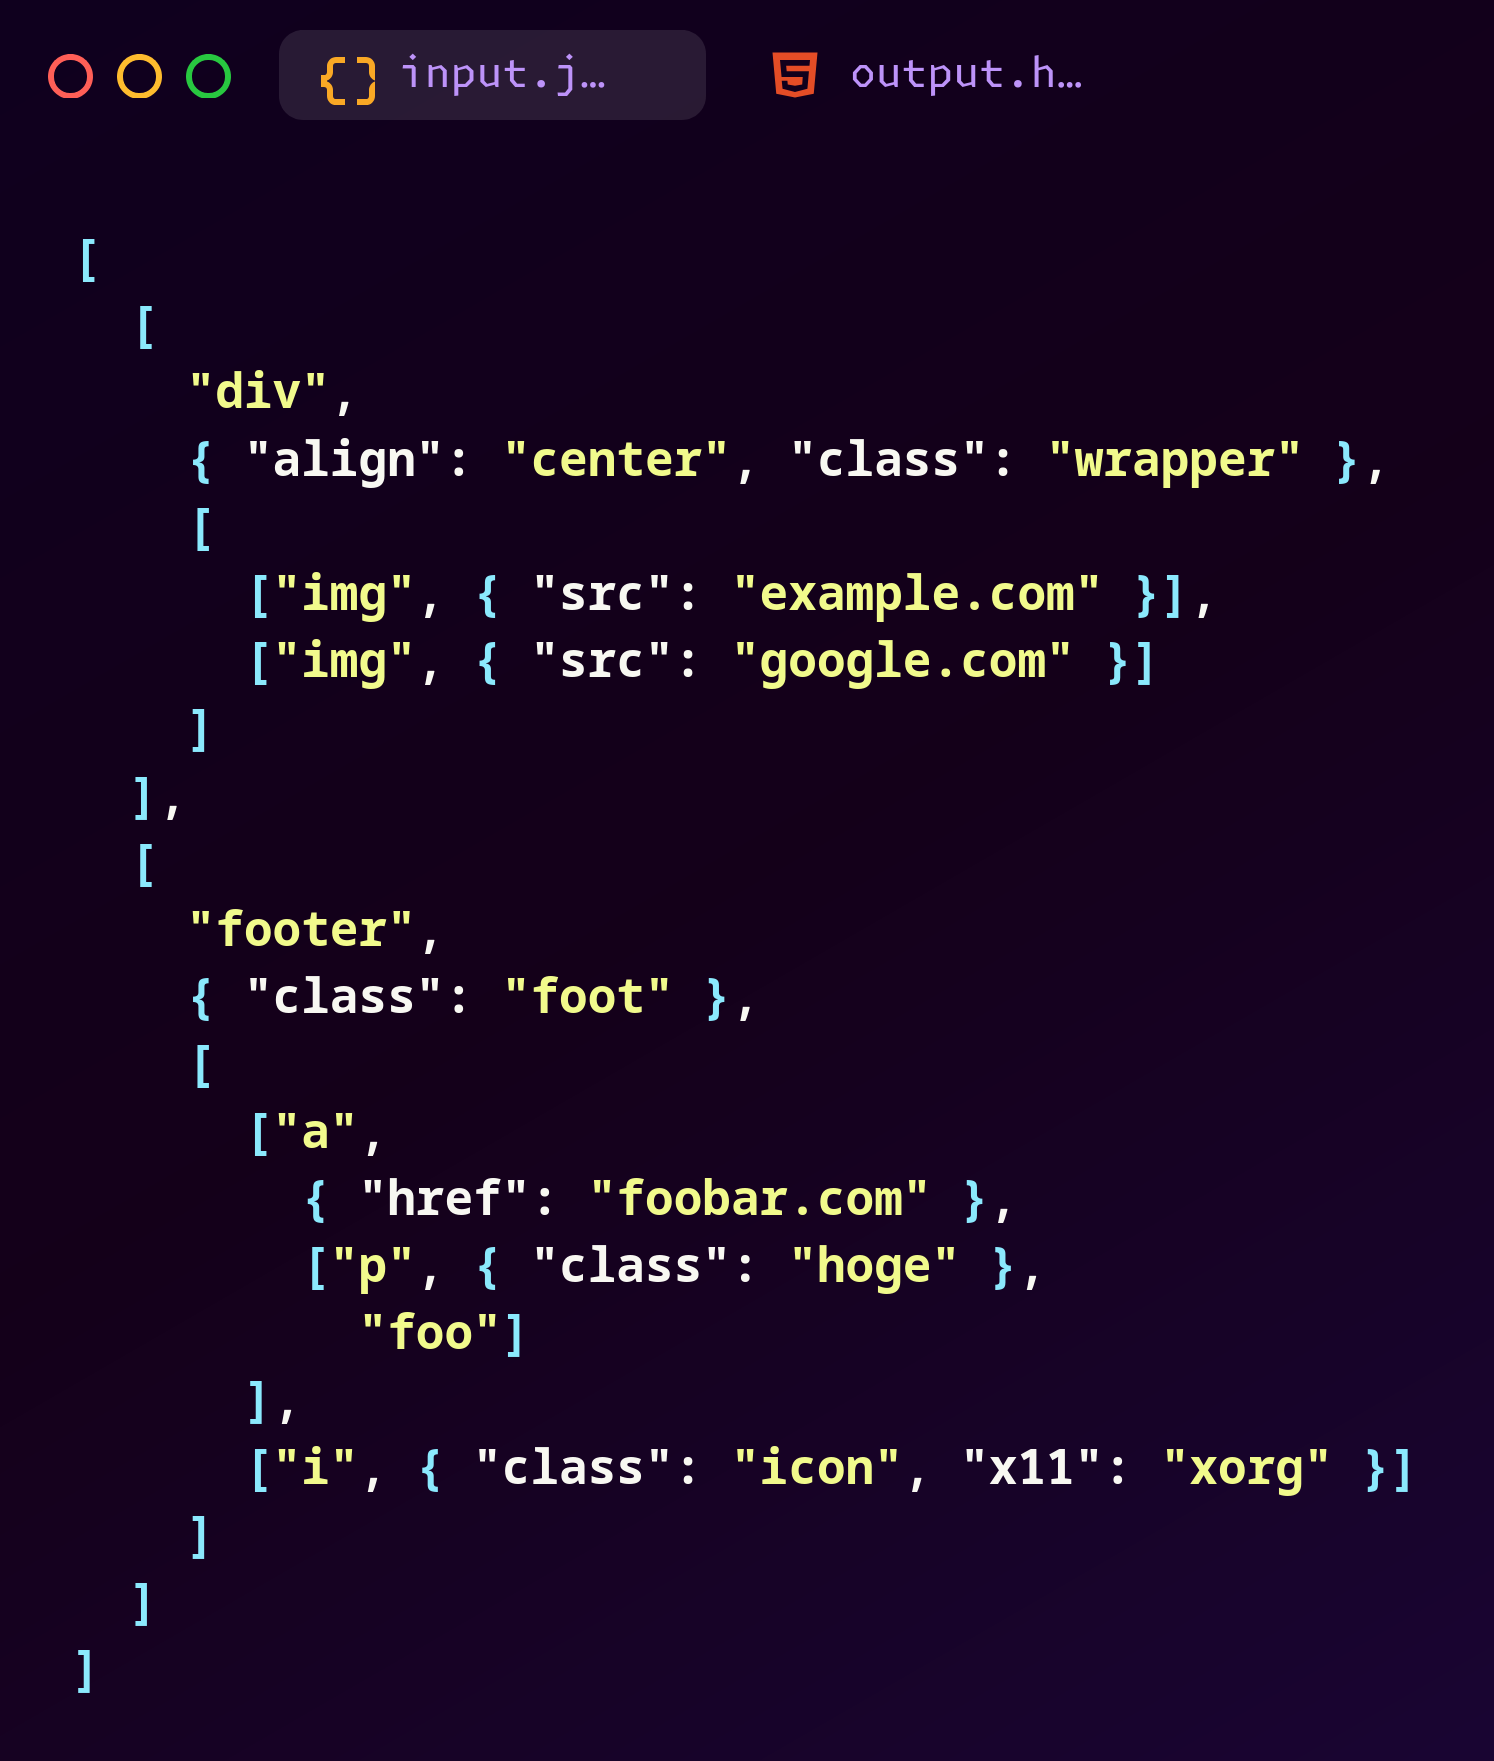 input.j…
output.h…
[
  [
    "div",
    { "align": "center", "class": "wrapper" },
    [
      ["img", { "src": "example.com" }],
      ["img", { "src": "google.com" }]
    ]
  ],
  [
    "footer",
    { "class": "foot" },
    [
      ["a",
        { "href": "foobar.com" },
        ["p", { "class": "hoge" },
          "foo"]
      ],
      ["i", { "class": "icon", "x11": "xorg" }]
    ]
  ]
]